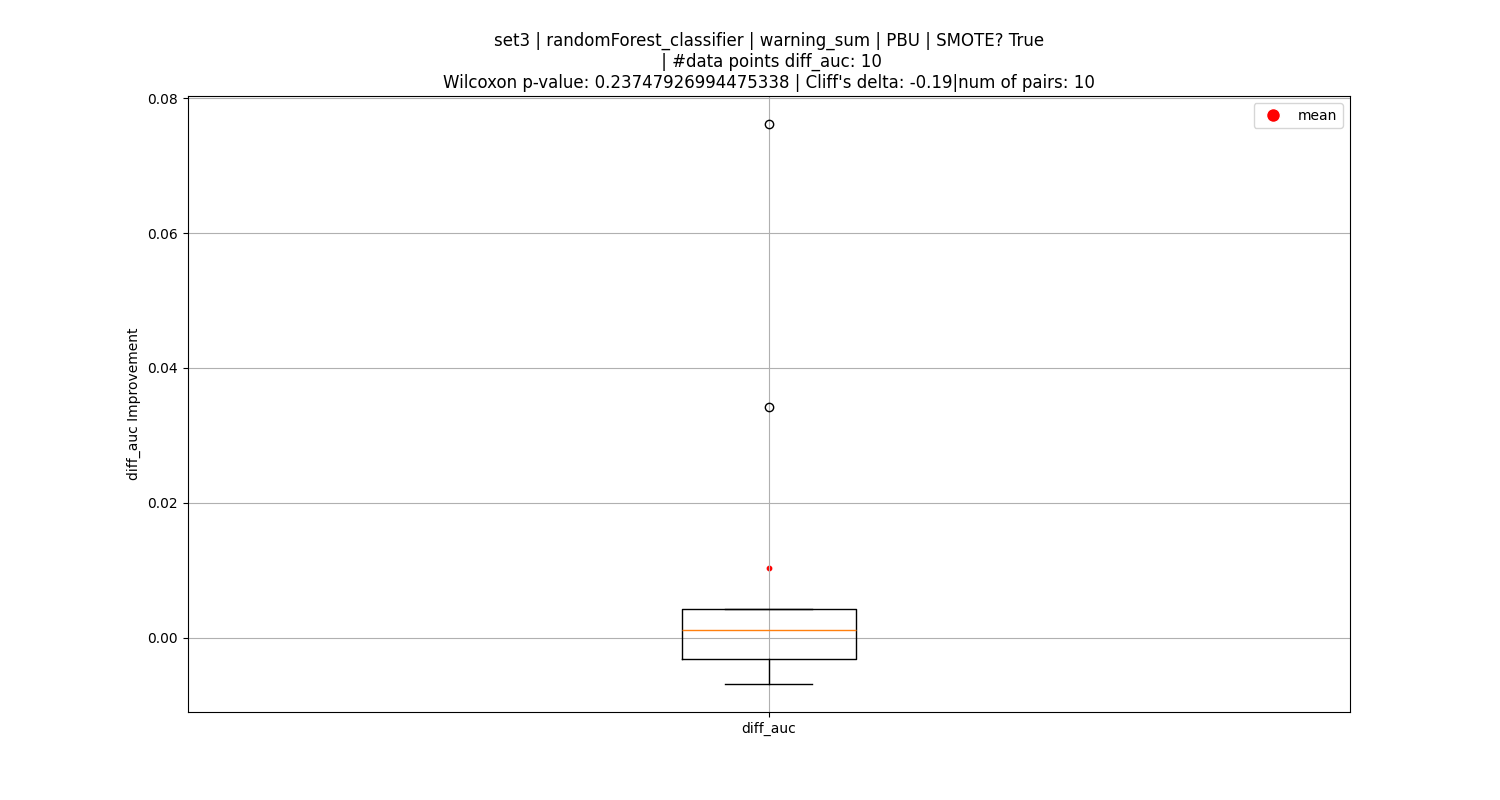 set3 | randomForest_classifier | warning_sum | PBU | SMOTE? True
| #data points diff_auc: 10
Wilcoxon p-value: 0.23747926994475338 | Cliff's delta: -0.19|num of pairs: 10
mean
0.08
0.06
0.04
0.02
0.00
diff_auc Improvement
diff_auc